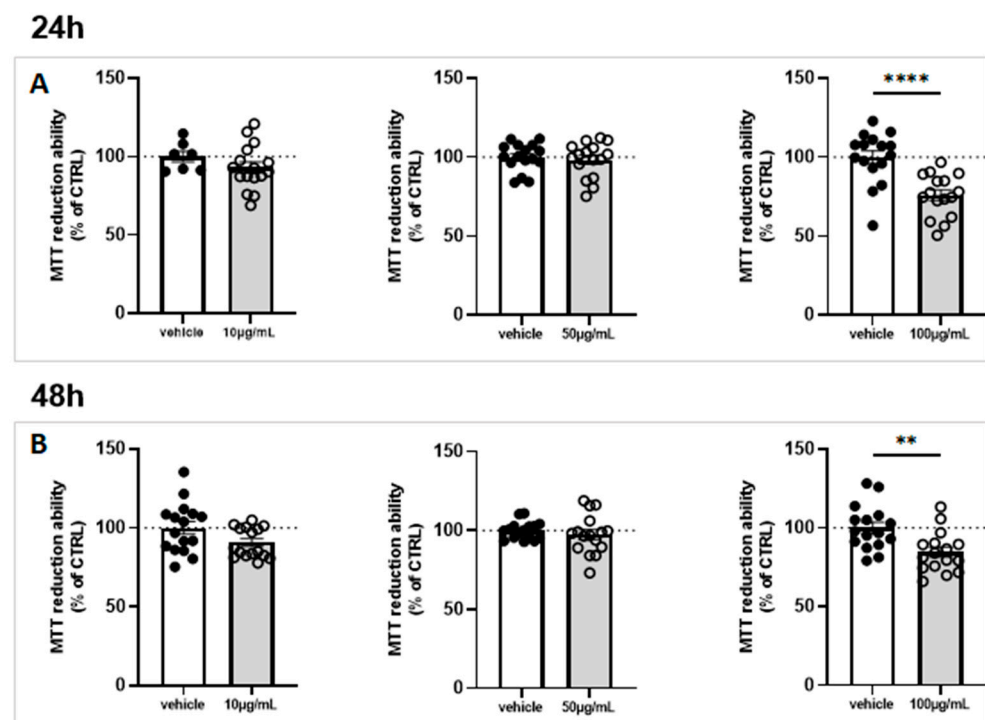 24h
A
MTT reduction ability
(% of CTRL)
150
100
50
0
vehicle
10µg/mL
MTT reduction ability
(% of CTRL)
150
100
50
0
vehicle
50µg/mL
MTT reduction ability
(% of CTRL)
150
100
50
0
****
vehicle
100µg/mL
48h
B
MTT reduction ability
(% of CTRL)
150
100
50
0
vehicle
10µg/mL
MTT reduction ability
(% of CTRL)
150
100
50
0
vehicle
50µg/mL
MTT reduction ability
(% of CTRL)
150
100
50
0
**
vehicle
100µg/mL